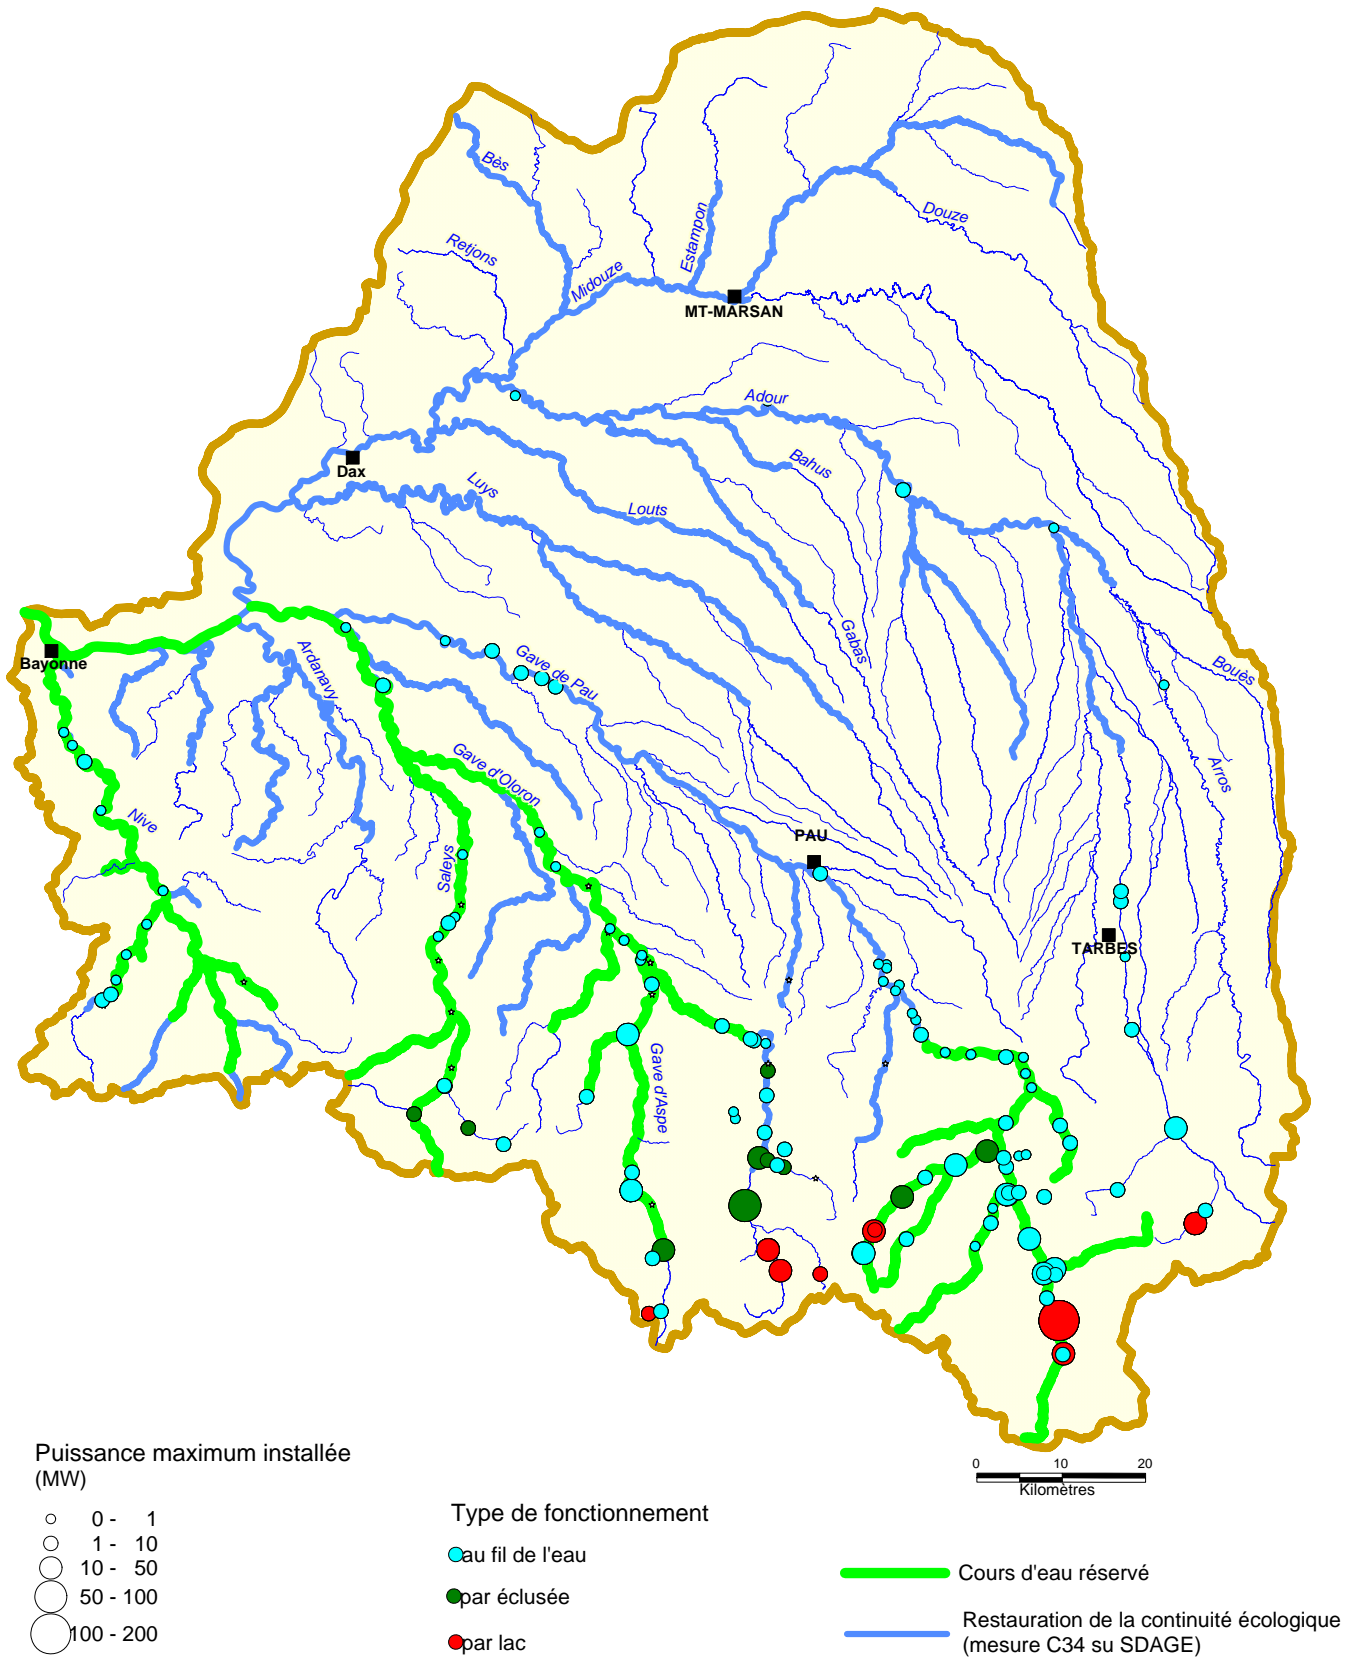 Bès
Estampon
Douze
Retjons
Midouze
MT-MARSAN
Adour
Bahus
Dax
Luys
Louts
Gabas
Bouès
Bayonne
Ardanavy
Gave de Pau
Arros
Gave d'Oloron
Nive
PAU
Saleys
TARBES
Gave d'Aspe
0 10 20
Kilomètres
Puissance maximum installée
(MW)
0 - 1
1 - 10
10 - 50
50 - 100
100 - 200
Type de fonctionnement
au fil de l'eau
par éclusée
par lac
Cours d'eau réservé
Restauration de la continuité écologique
(mesure C34 su SDAGE)